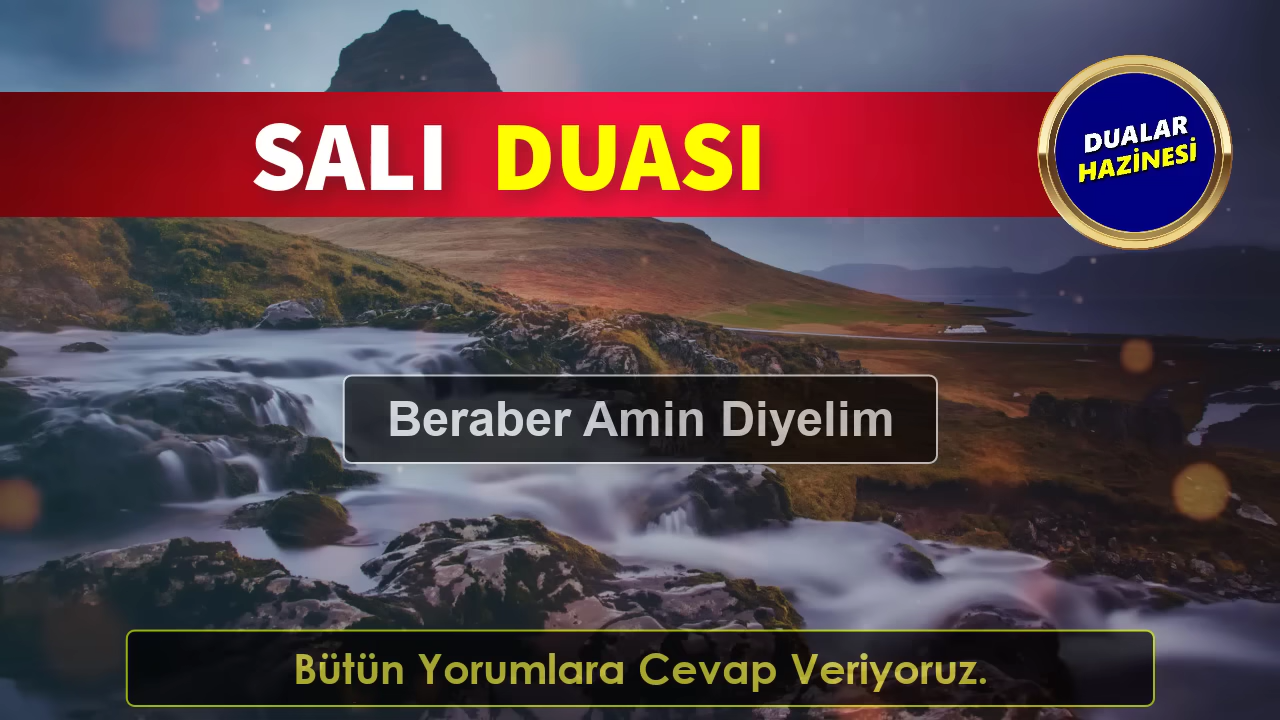 SALI DUASI
DUALAR
HAZİNESİ
Beraber Amin Diyelim
Bütün Yorumlara Cevap Veriyoruz.